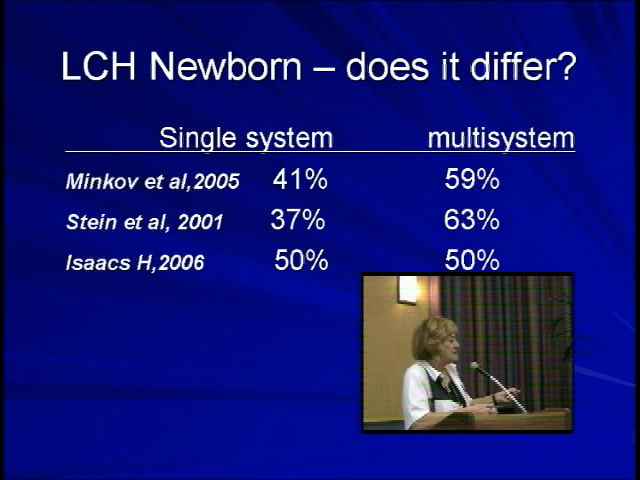 LCH Newborn – does it differ?
Single system multisystem
Minkov et al,2005 41% 59%
Stein et al, 2001 37% 63%
Isaacs H,2006 50% 50%